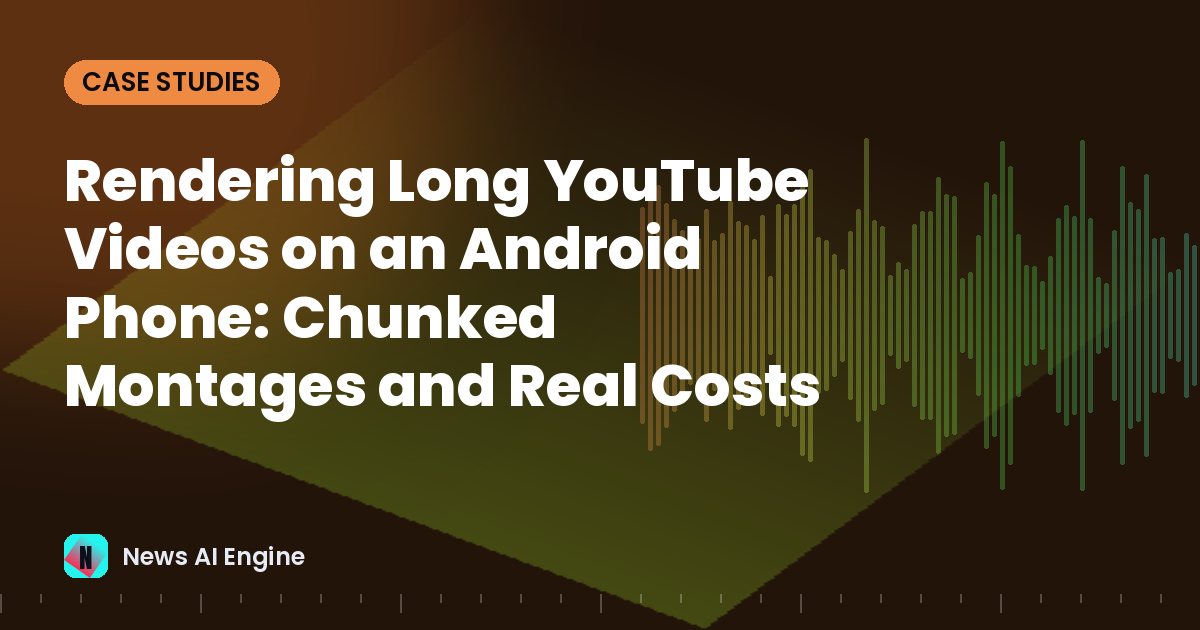 CASE STUDIES
Rendering Long YouTube
Videos on an Android
Phone: Chunked
Montages and Real Costs
N
News AI Engine